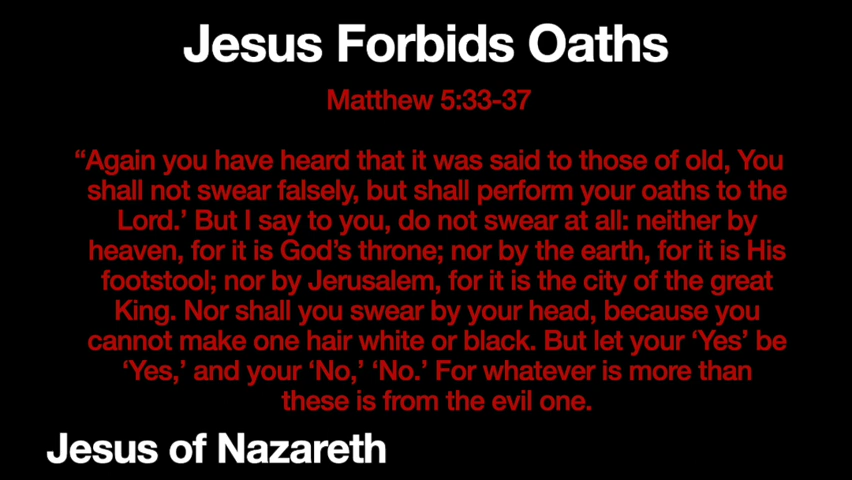 Jesus Forbids Oaths
Matthew 5:33-37
“Again you have heard that it was said to those of old, You
shall not swear falsely, but shall perform your oaths to the
Lord.’ But I say to you, do not swear at all: neither by
heaven, for it is God’s throne; nor by the earth, for it is His
footstool; nor by Jerusalem, for it is the city of the great
King. Nor shall you swear by your head, because you
cannot make one hair white or black. But let your ‘Yes’ be
‘Yes,’ and your ‘No,’ ‘No.’ For whatever is more than
these is from the evil one.
Jesus of Nazareth